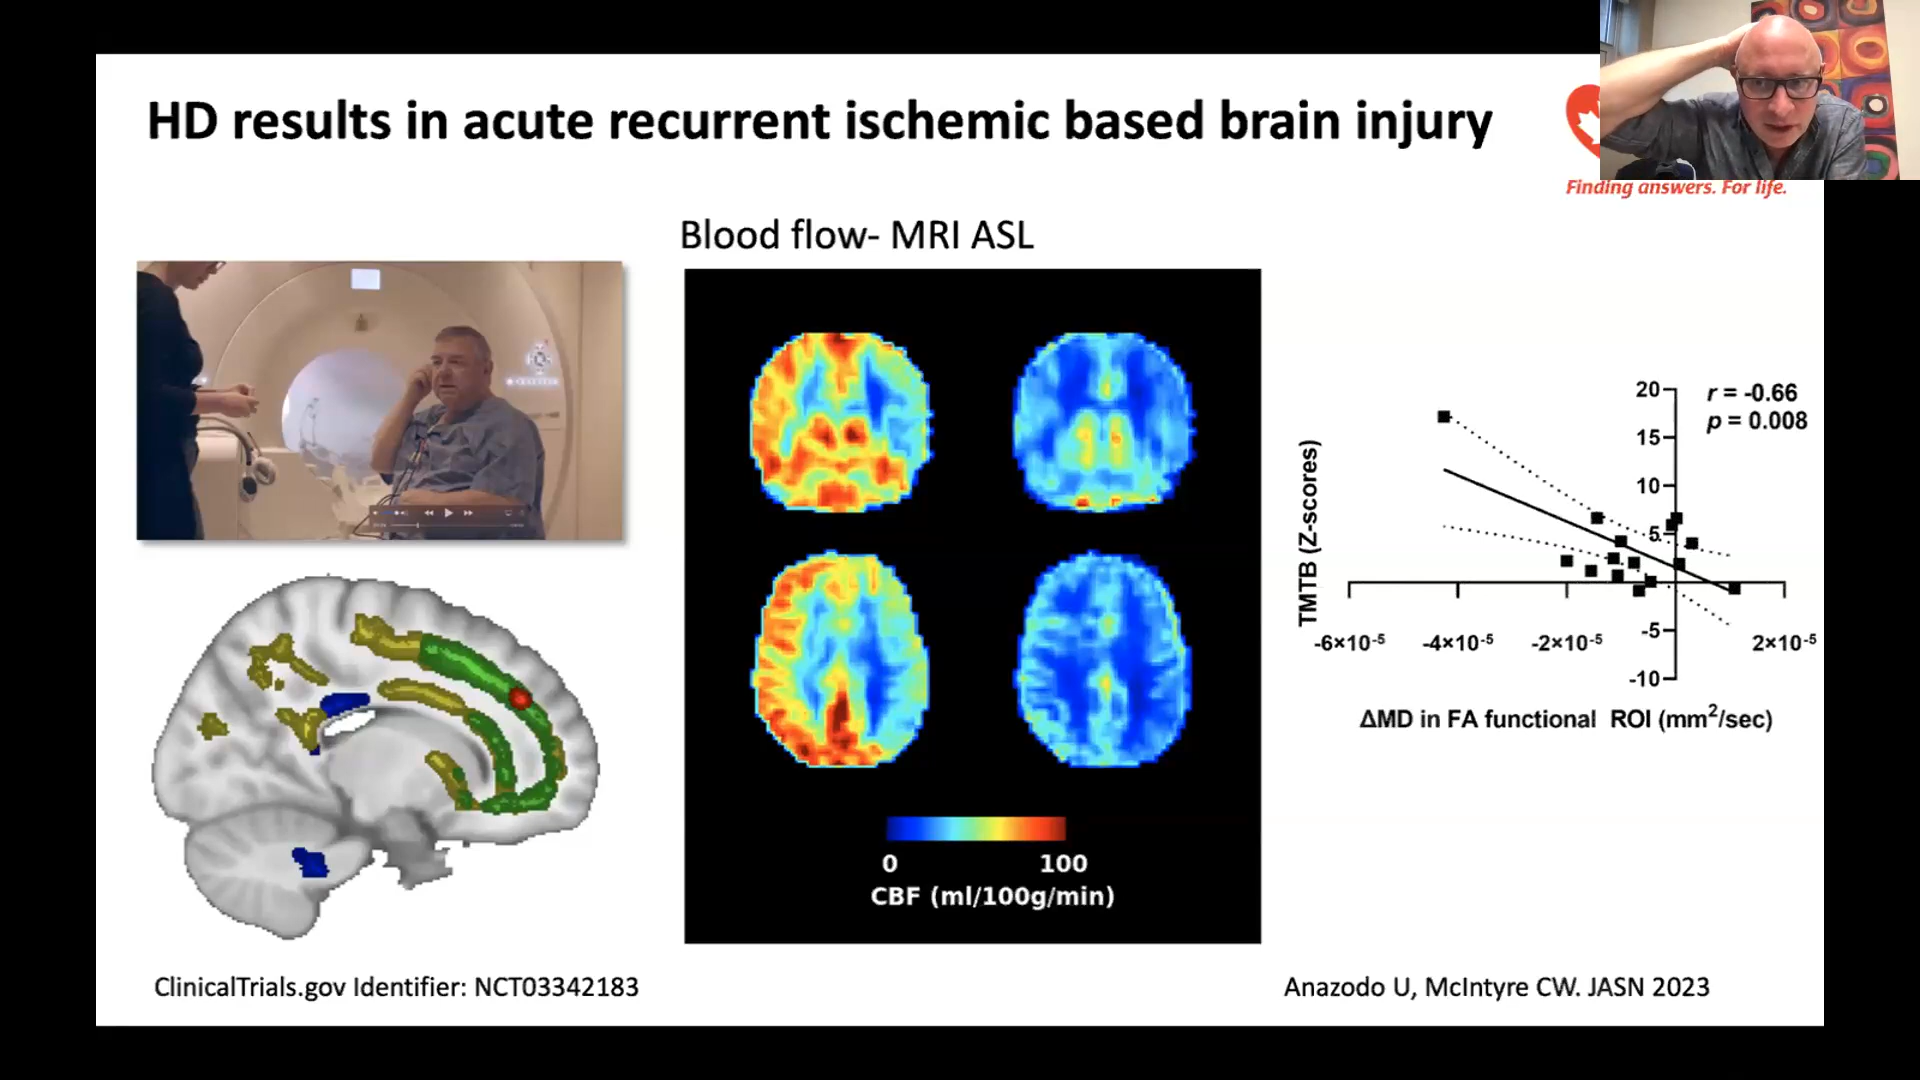 HD results in acute recurrent ischemic based brain injury
Finding answers. For life.
Blood flow- MRI ASL
0
100
CBF (ml/100g/min)
r = -0.66
p = 0.008
20
15
10
5
-5
-10
TMTB (Z-scores)
-6×10⁻⁵
-4×10⁻⁵
-2×10⁻⁵
2×10⁻⁵
ΔMD in FA functional ROI (mm²/sec)
ClinicalTrials.gov Identifier: NCT03342183
Anazodo U, McIntyre CW. JASN 2023